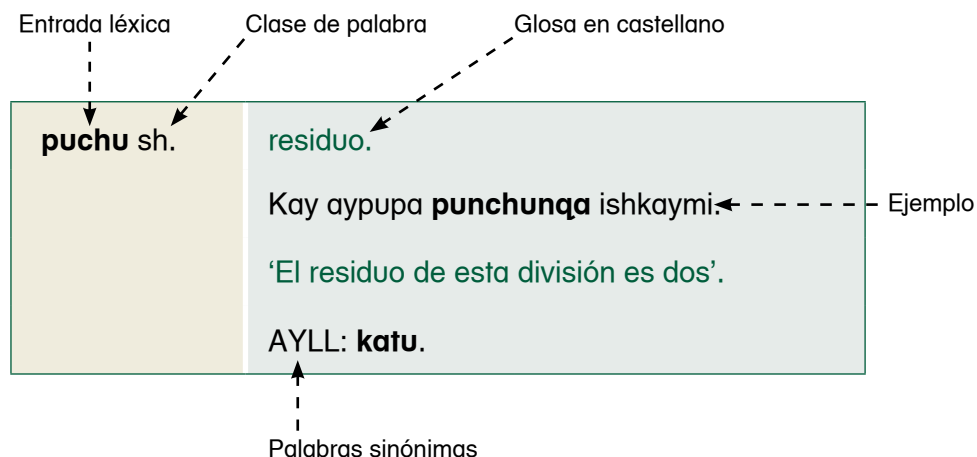 Entrada léxica Clase de palabra Glosa en castellano
puchu sh. residuo.
Kay aypupa punchunqa ishkaymi. Ejemplo
‘El residuo de esta división es dos’.
AYLL: katu.
Palabras sinónimas